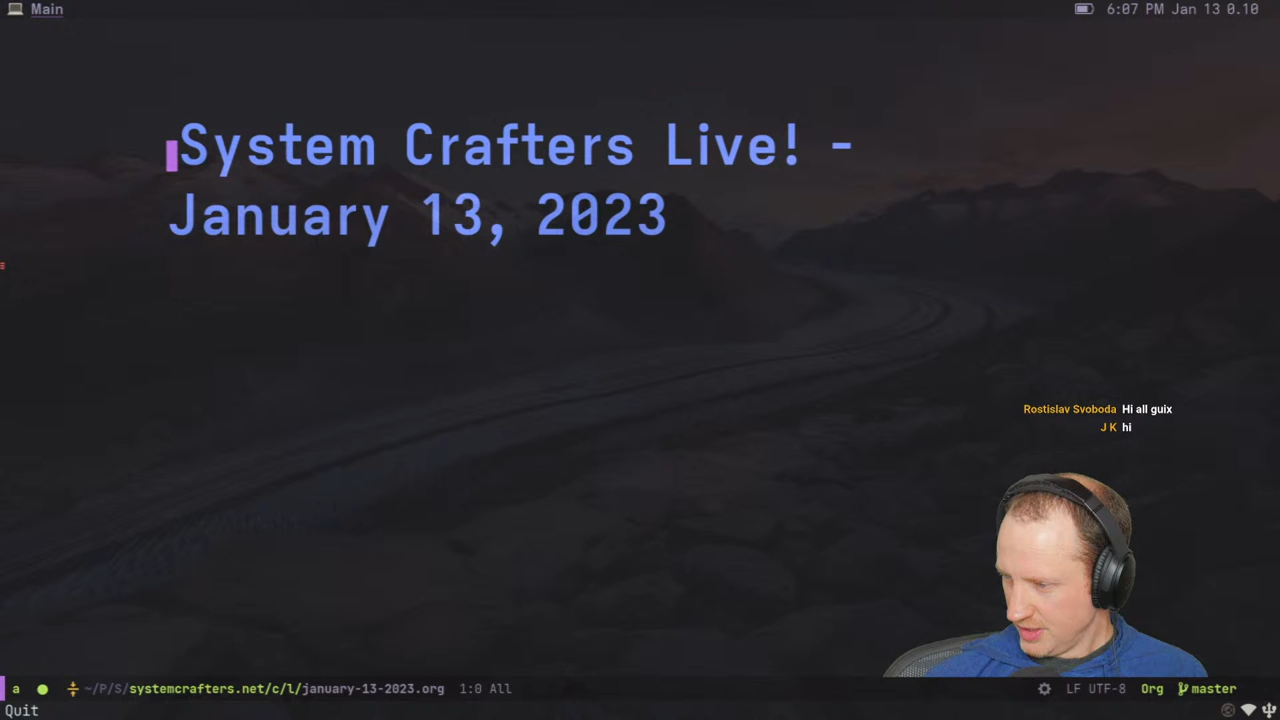 Main
6:07 PM Jan 13 0.10
System Crafters Live! -
January 13, 2023
Rostislav Svoboda Hi all guix
J K hi
a ~/P/S/systemcrafters.net/c/l/january-13-2023.org 1:0 All
LF UTF-8 Org master
Quit